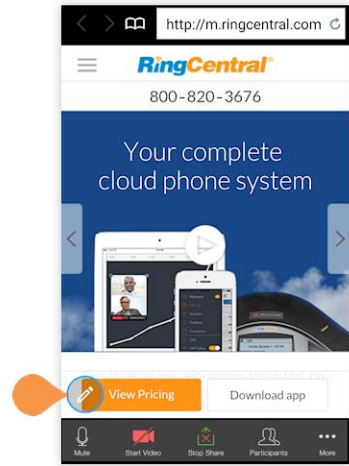 http://m.ringcentral.com
RingCentral®
800-820-3676
Your complete
cloud phone system
View Pricing
Download app
Mute
Start Video
Stop Share
Participants
More